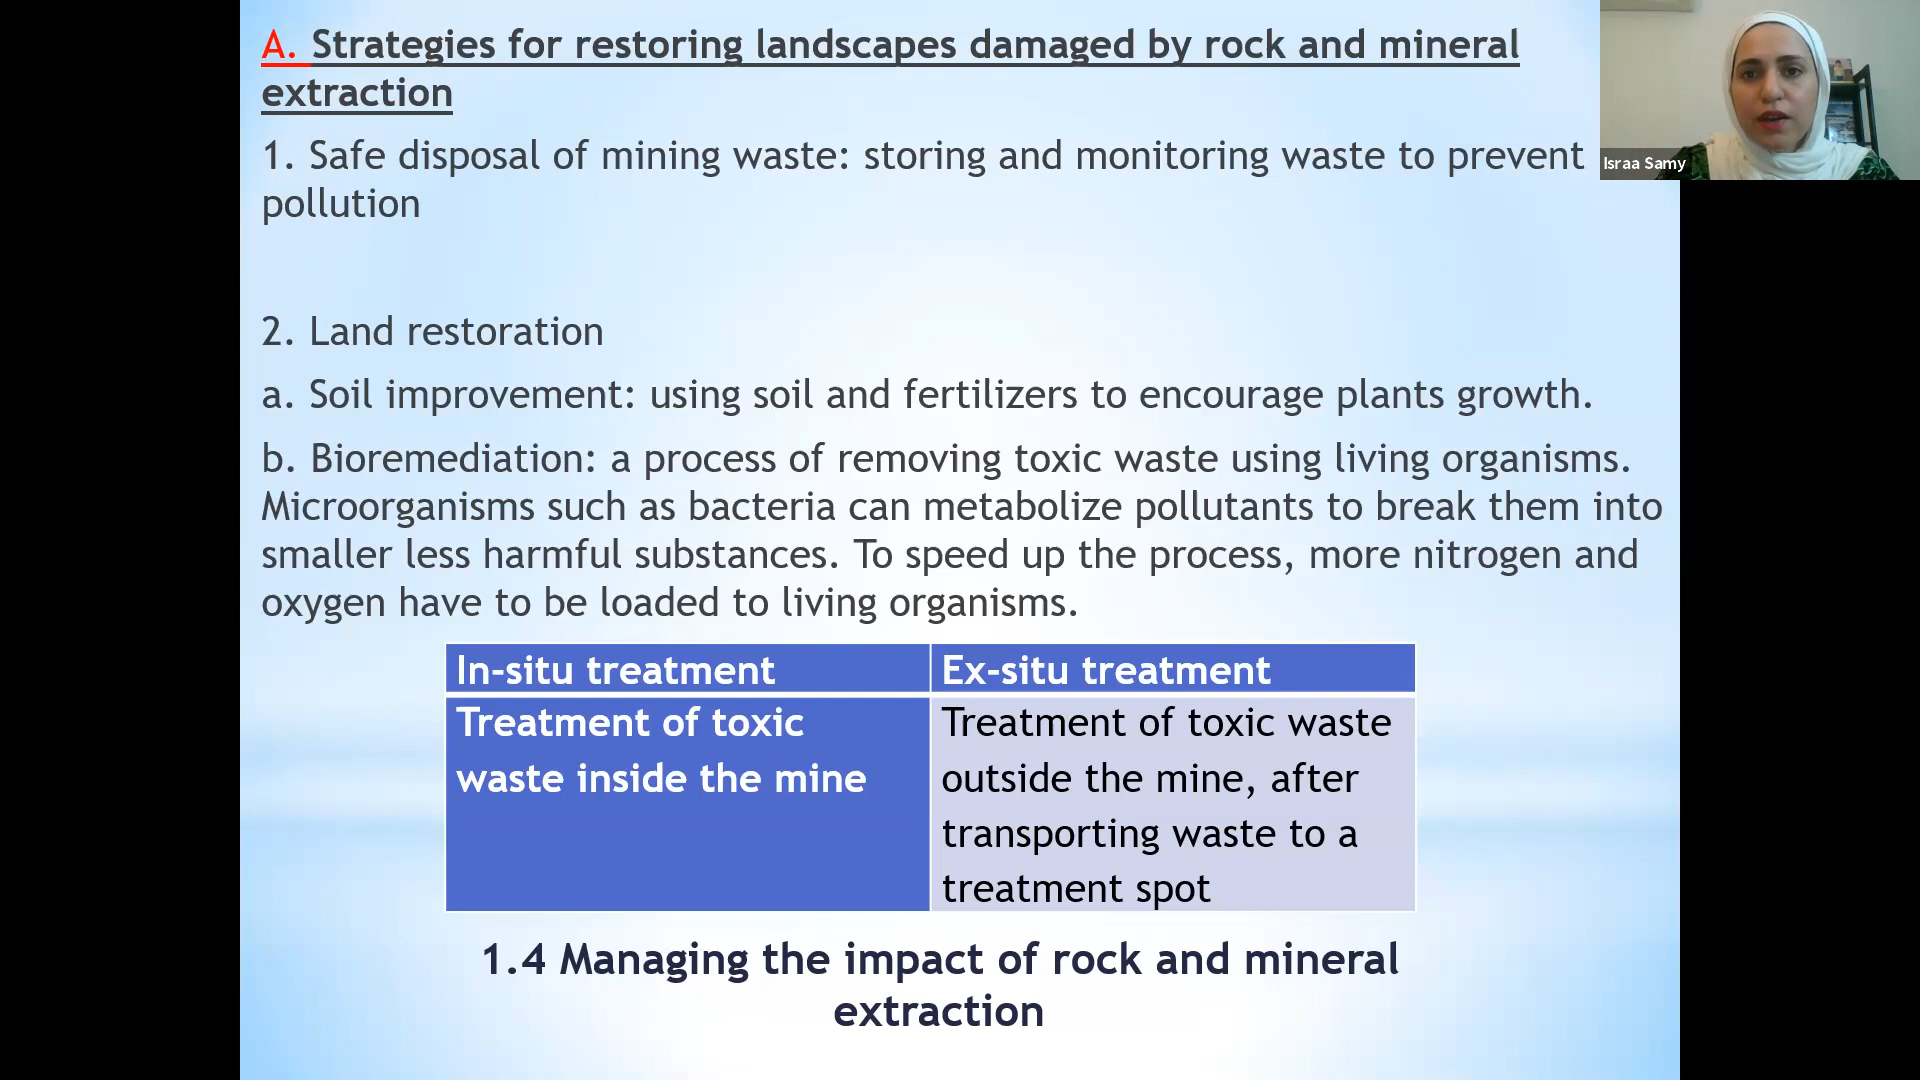 A. Strategies for restoring landscapes damaged by rock and mineral
extraction
1. Safe disposal of mining waste: storing and monitoring waste to prevent
pollution
Israa Samy
2. Land restoration
a. Soil improvement: using soil and fertilizers to encourage plants growth.
b. Bioremediation: a process of removing toxic waste using living organisms.
Microorganisms such as bacteria can metabolize pollutants to break them into
smaller less harmful substances. To speed up the process, more nitrogen and
oxygen have to be loaded to living organisms.
In-situ treatment
Ex-situ treatment
Treatment of toxic
waste inside the mine
Treatment of toxic waste
outside the mine, after
transporting waste to a
treatment spot
1.4 Managing the impact of rock and mineral
extraction